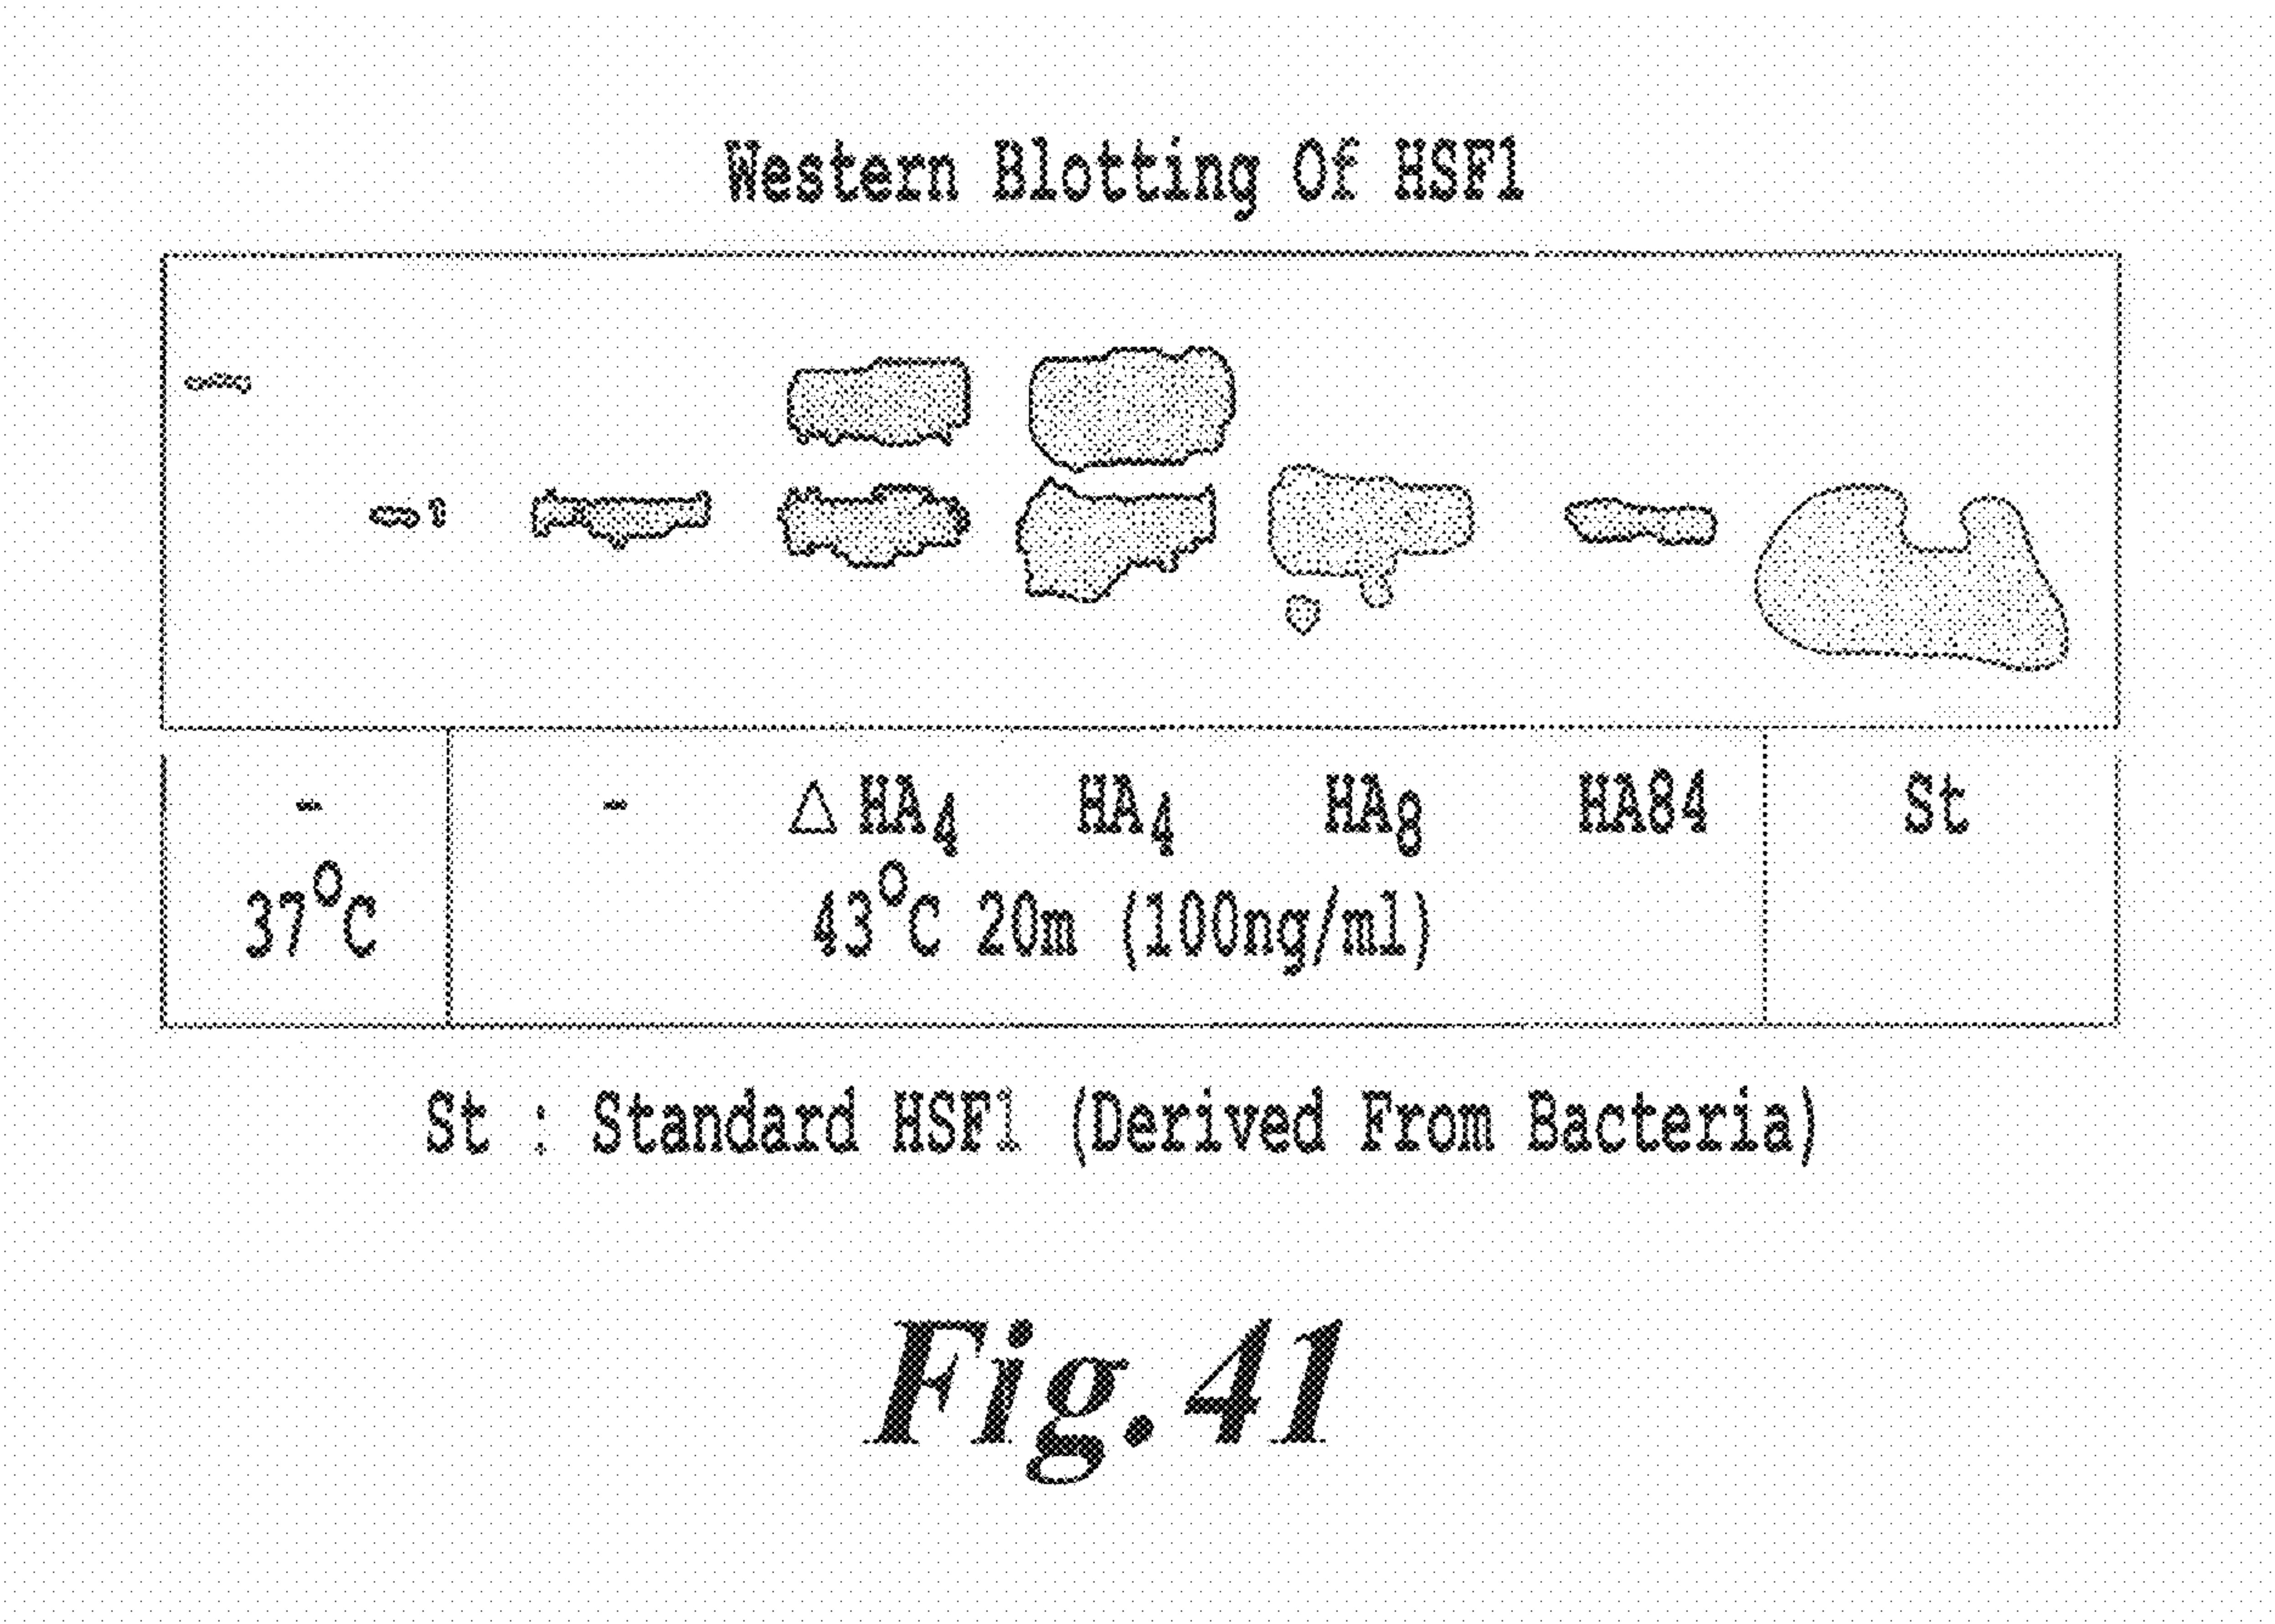 Western Blotting Of HSF1
- - △ HA₄ HA₄ HA₈ HA84 St
37°C 43°C 20m (100ng/ml)
St : Standard HSF1 (Derived From Bacteria)
Fig.41